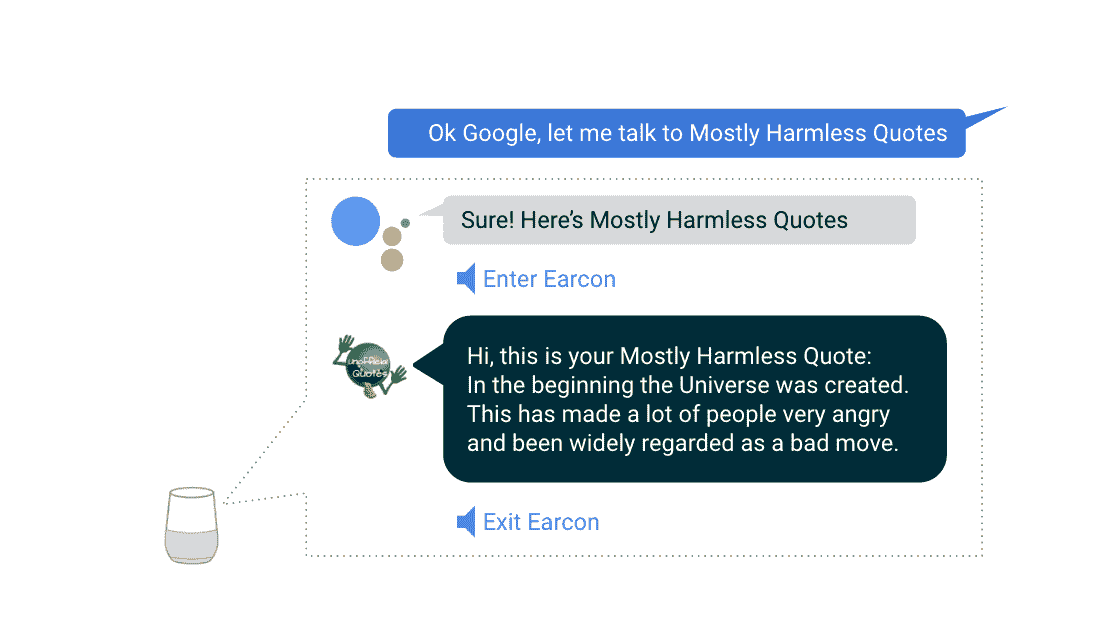 Ok Google, let me talk to Mostly Harmless Quotes
Sure! Here’s Mostly Harmless Quotes
Enter Earcon
Unofficial
Quotes
Hi, this is your Mostly Harmless Quote:
In the beginning the Universe was created.
This has made a lot of people very angry
and been widely regarded as a bad move.
Exit Earcon